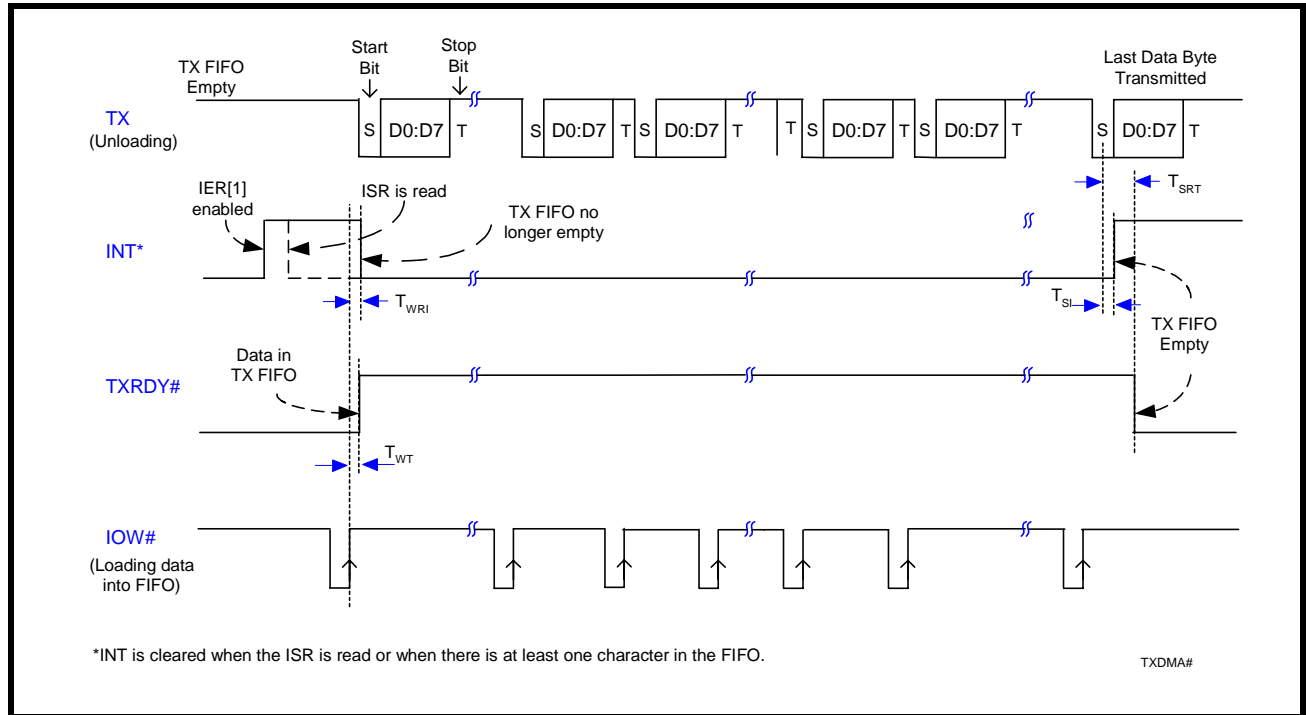 Start
Bit
Stop
Bit
TX FIFO
Empty
Last Data Byte
Transmitted
TX
(Unloading)
S D0:D7 T S D0:D7 T S D0:D7 T T S D0:D7 T S D0:D7 T S D0:D7 T
TSRT
IER[1]
enabled
ISR is read
TX FIFO no
longer empty
INT*
TWRI
TSI
TX FIFO
Empty
Data in
TX FIFO
TXRDY#
TWT
IOW#
(Loading data
into FIFO)
*INT is cleared when the ISR is read or when there is at least one character in the FIFO.
TXDMA#